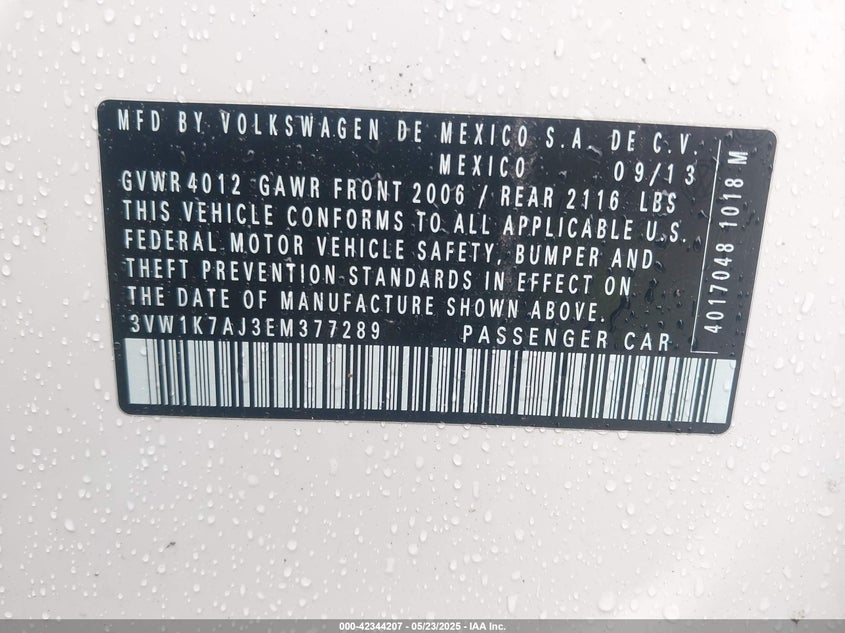 MFD BY VOLKSWAGEN DE MEXICO S.A. DE C.V.
MEXICO 09/13
GVWR 4012 GAWR FRONT 2006 / REAR 2116 LBS
THIS VEHICLE CONFORMS TO ALL APPLICABLE U.S.
FEDERAL MOTOR VEHICLE SAFETY, BUMPER AND
THEFT PREVENTION STANDARDS IN EFFECT ON
THE DATE OF MANUFACTURE SHOWN ABOVE.
3VW1K7AJ3EM377289 PASSENGER CAR
4017048 1018 M
000-42344207 - 05/23/2025 - IAA Inc.